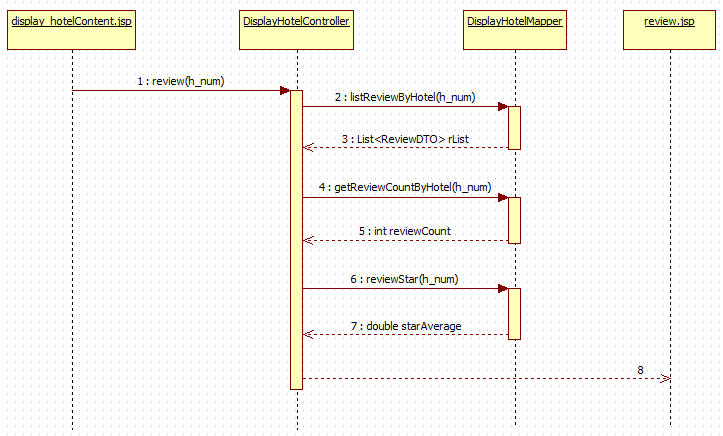 display_hotelContent.jsp
DisplayHotelController
DisplayHotelMapper
review.jsp
1 : review(h_num)
2 : listReviewByHotel(h_num)
3 : List<ReviewDTO> rList
4 : getReviewCountByHotel(h_num)
5 : int reviewCount
6 : reviewStar(h_num)
7 : double starAverage
8